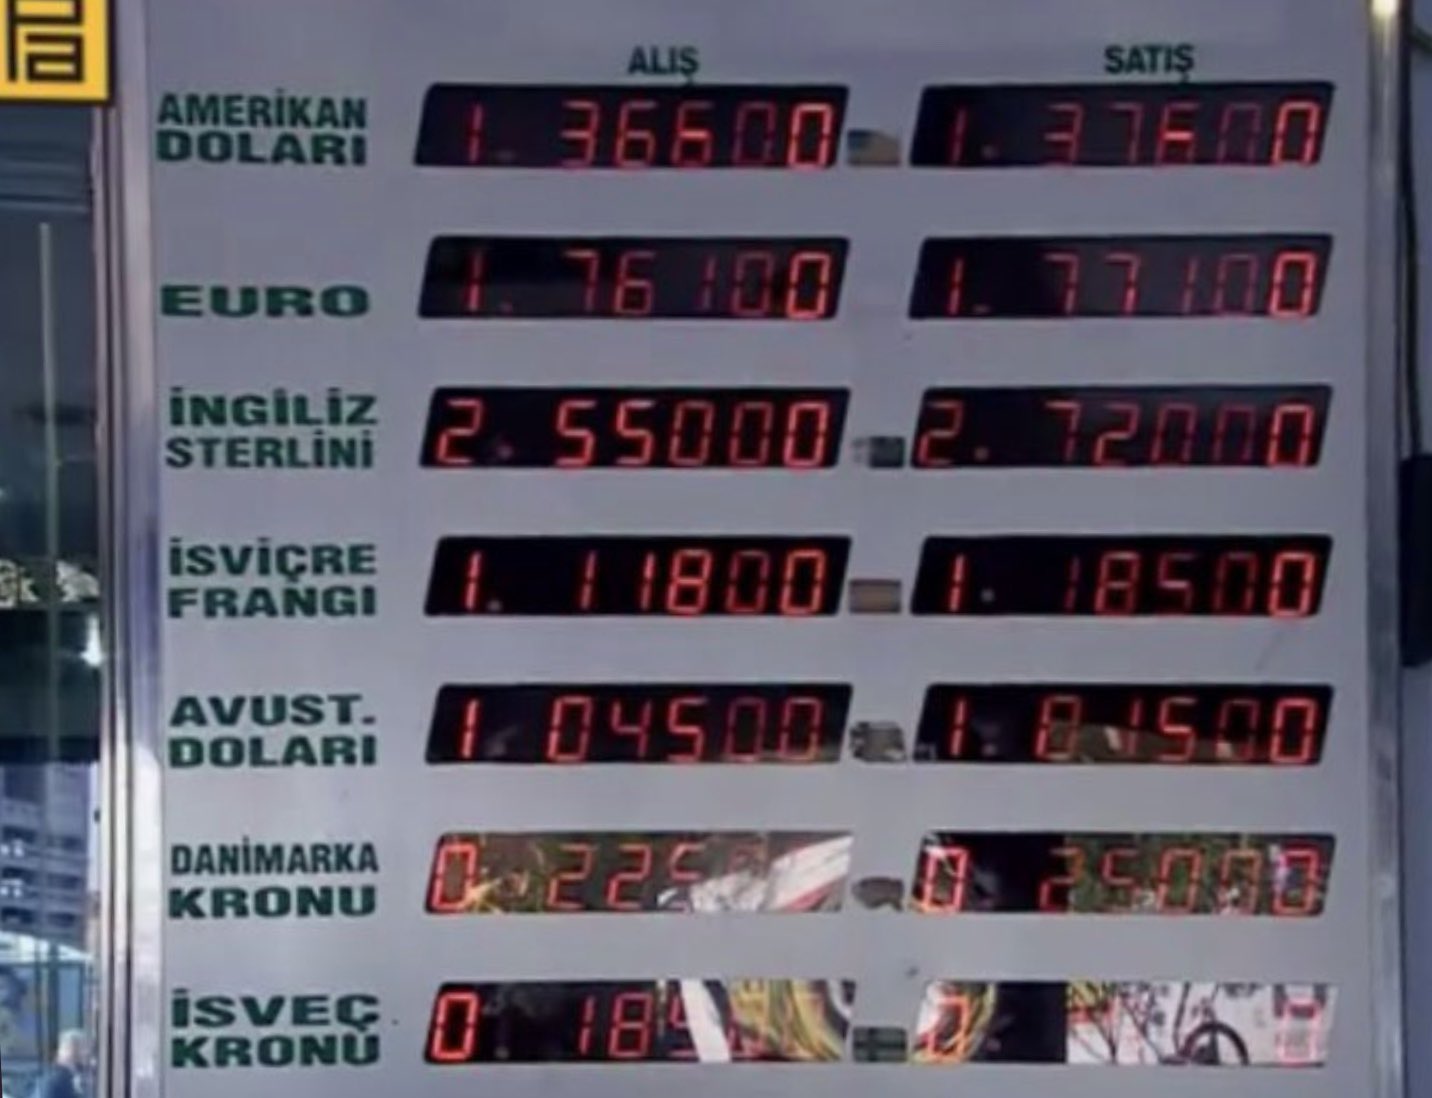 Pa
ALIŞ SATIŞ
AMERİKAN
DOLARI
1. 36600 1. 37600
EURO
1. 76100 1. 77100
İNGİLİZ
STERLİNİ
2. 55000 2. 72000
İSVİÇRE
FRANGI
1. 11800 1. 18500
AVUST.
DOLARI
1 04500 1. 81500
DANİMARKA
KRONU
0. 25000
İSVEÇ
KRONU